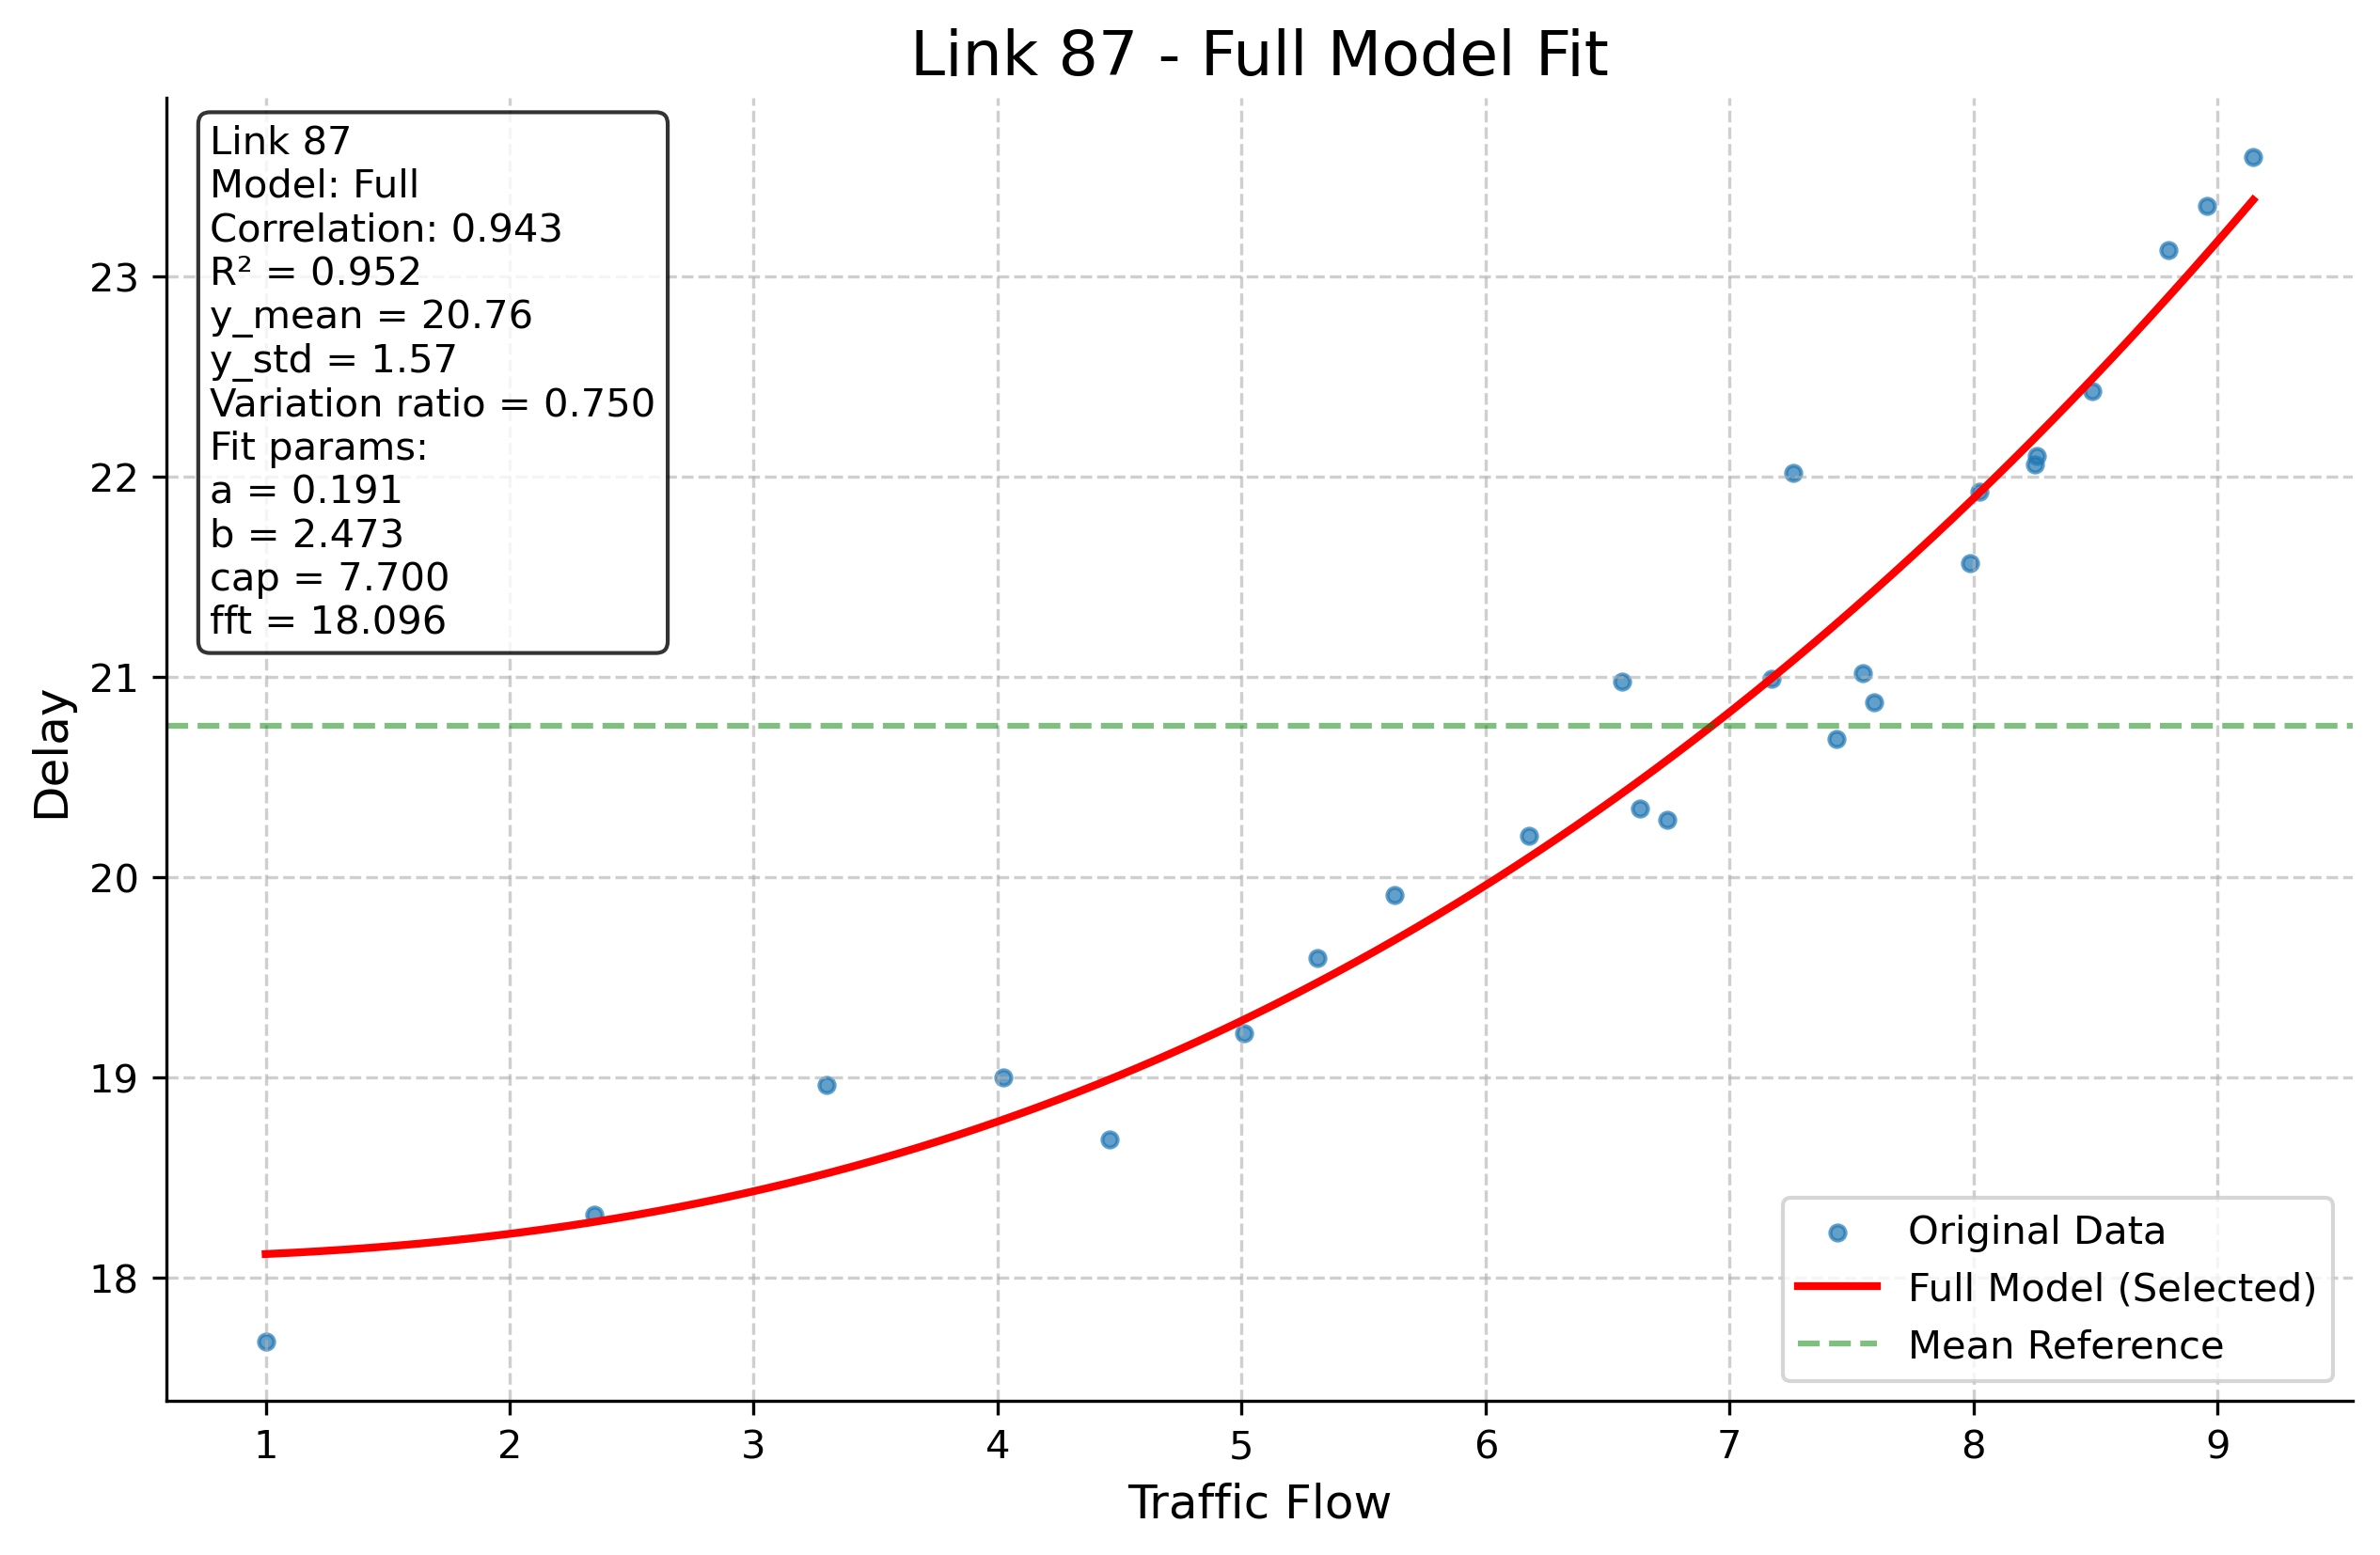 Link 87 - Full Model Fit
Link 87
Model: Full
Correlation: 0.943
R² = 0.952
y_mean = 20.76
y_std = 1.57
Variation ratio = 0.750
Fit params:
a = 0.191
b = 2.473
cap = 7.700
fft = 18.096
Delay
23
22
21
20
19
18
Original Data
Full Model (Selected)
Mean Reference
1 2 3 4 5 6 7 8 9
Traffic Flow